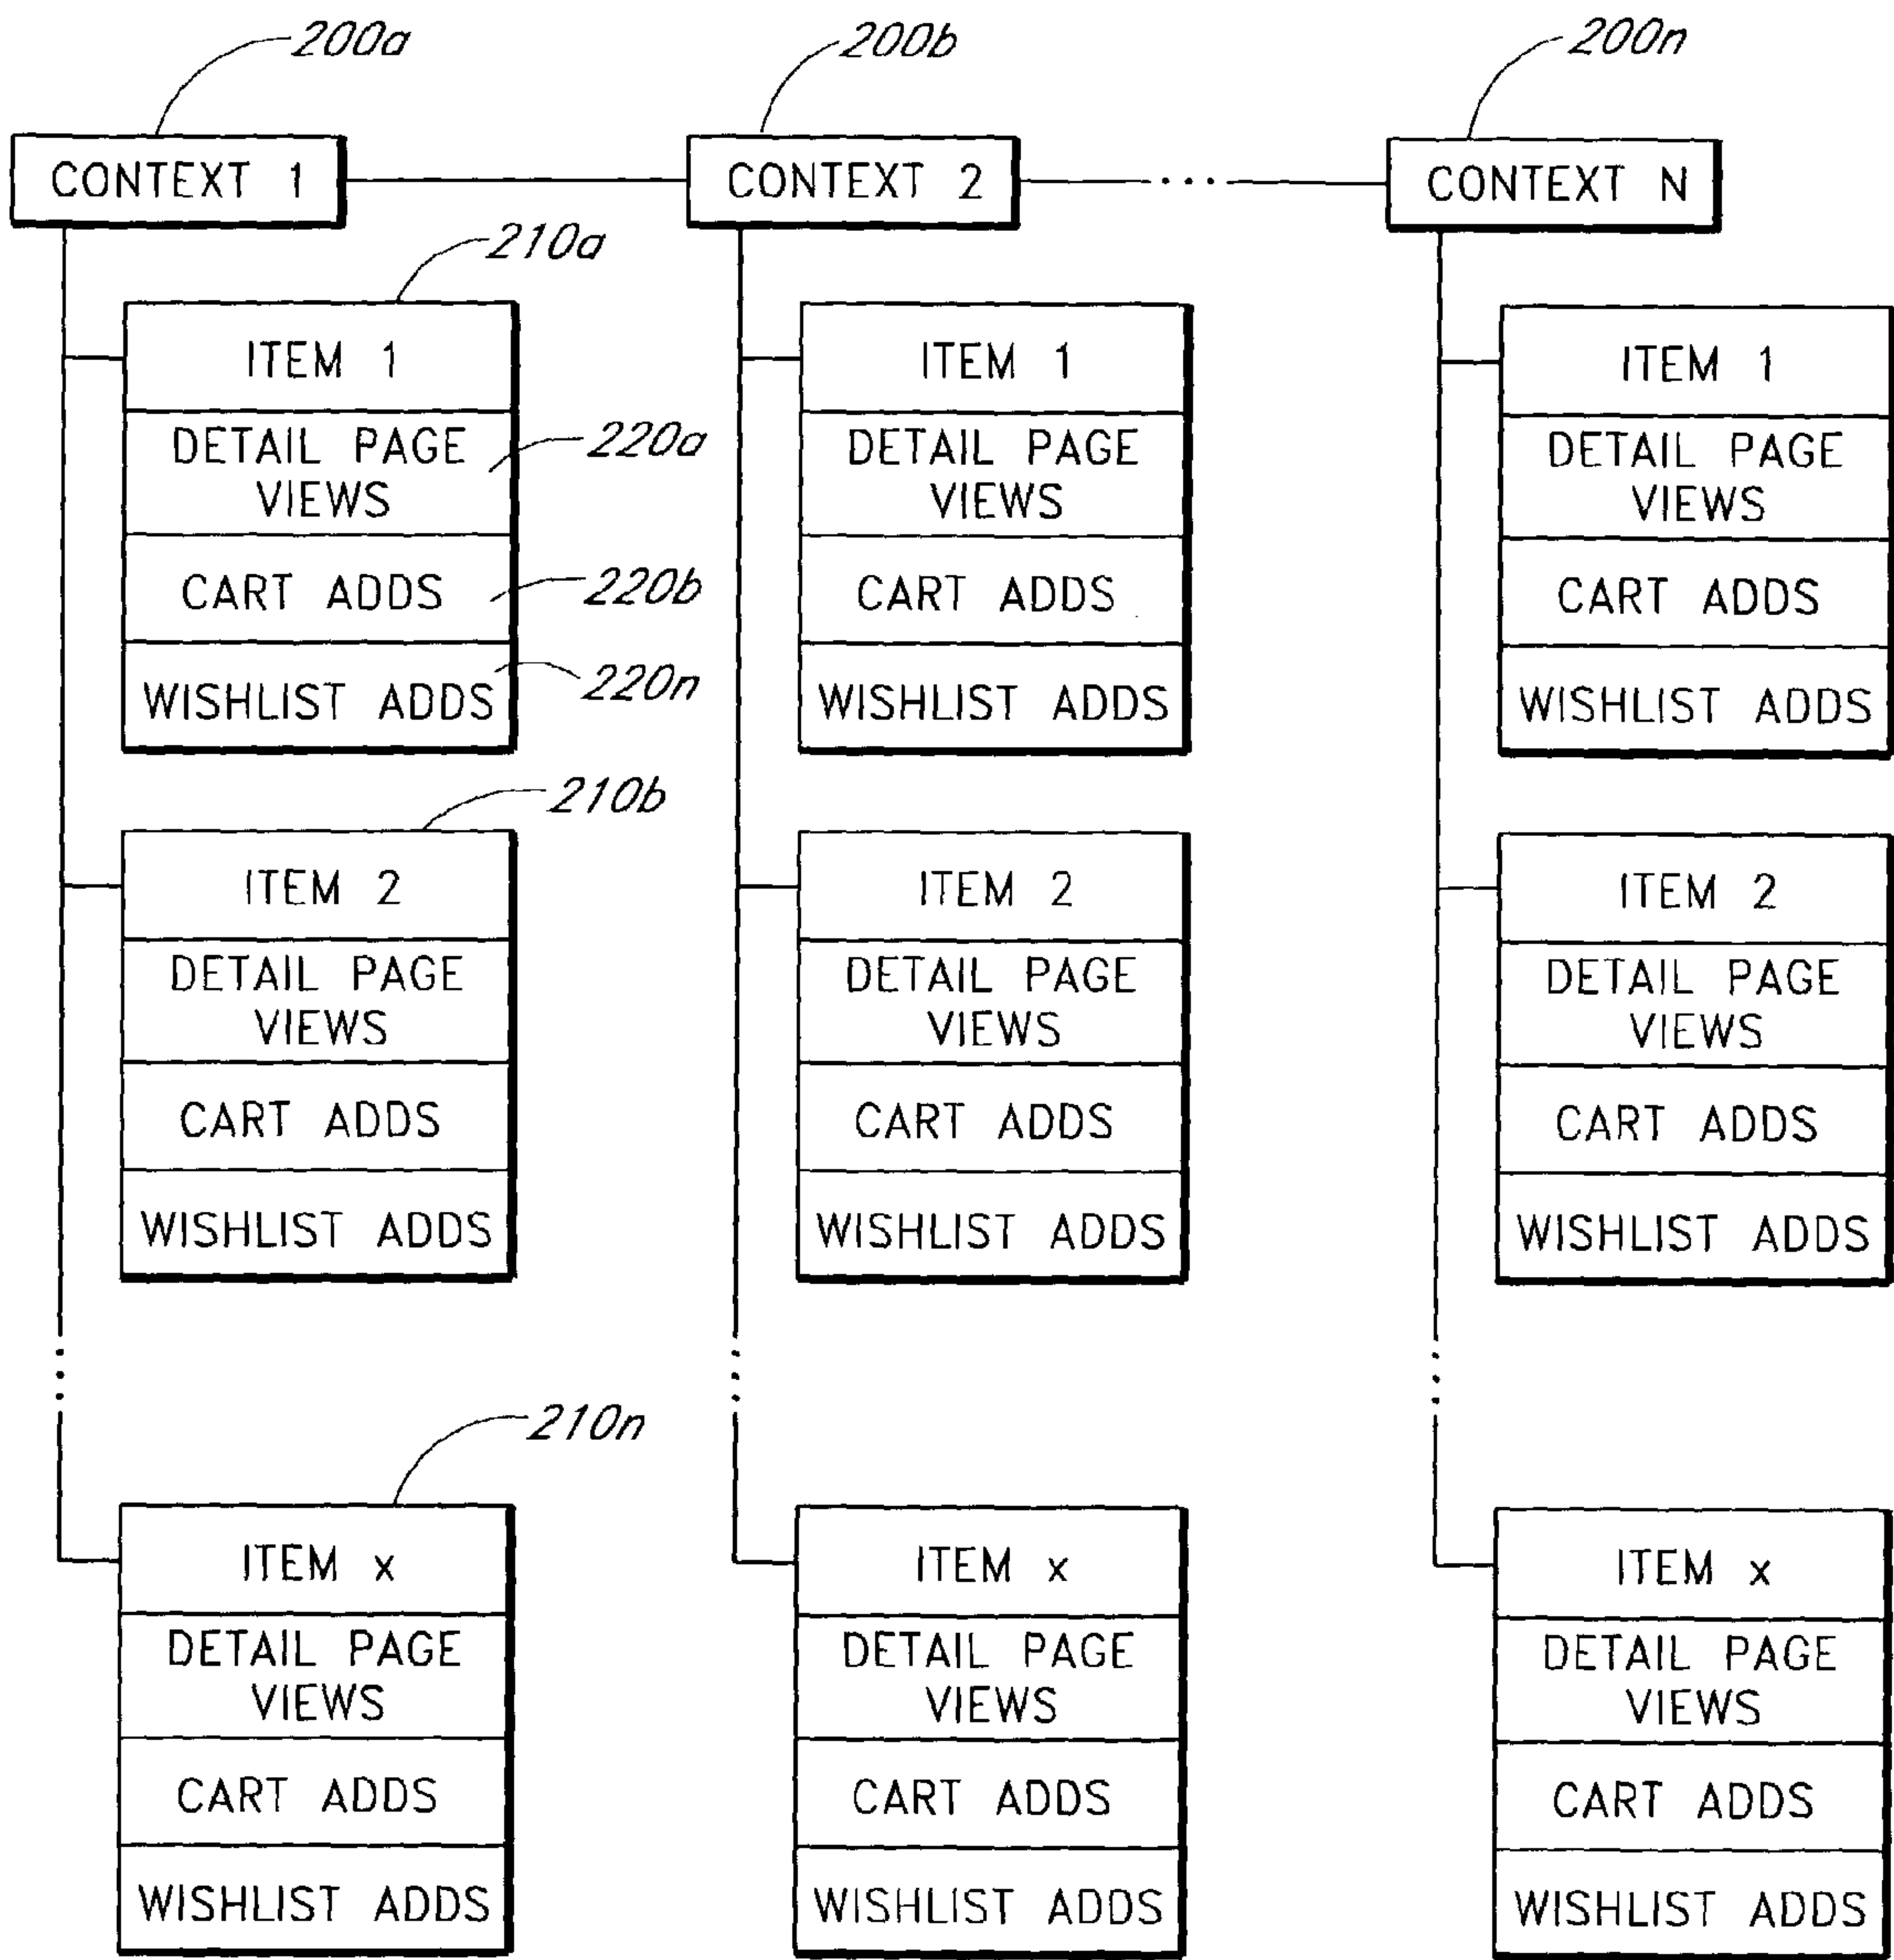 200a
200b
200n
CONTEXT 1
CONTEXT 2
...
CONTEXT N
210a
ITEM 1
DETAIL PAGE
VIEWS
220a
CART ADDS
220b
WISHLIST ADDS
220n
210b
ITEM 2
DETAIL PAGE
VIEWS
CART ADDS
WISHLIST ADDS
210n
ITEM x
DETAIL PAGE
VIEWS
CART ADDS
WISHLIST ADDS
ITEM 1
DETAIL PAGE
VIEWS
CART ADDS
WISHLIST ADDS
ITEM 2
DETAIL PAGE
VIEWS
CART ADDS
WISHLIST ADDS
ITEM x
DETAIL PAGE
VIEWS
CART ADDS
WISHLIST ADDS
ITEM 1
DETAIL PAGE
VIEWS
CART ADDS
WISHLIST ADDS
ITEM 2
DETAIL PAGE
VIEWS
CART ADDS
WISHLIST ADDS
ITEM x
DETAIL PAGE
VIEWS
CART ADDS
WISHLIST ADDS